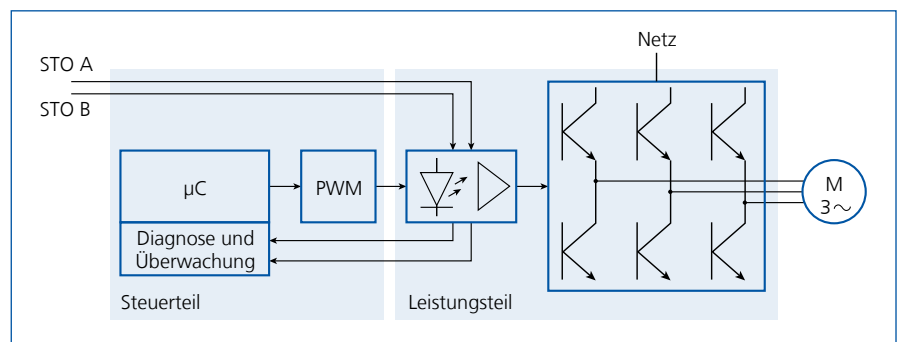 Netz
STO A
STO B
µC
PWM
M
3~
Diagnose und
Überwachung
Steuerteil
Leistungsteil